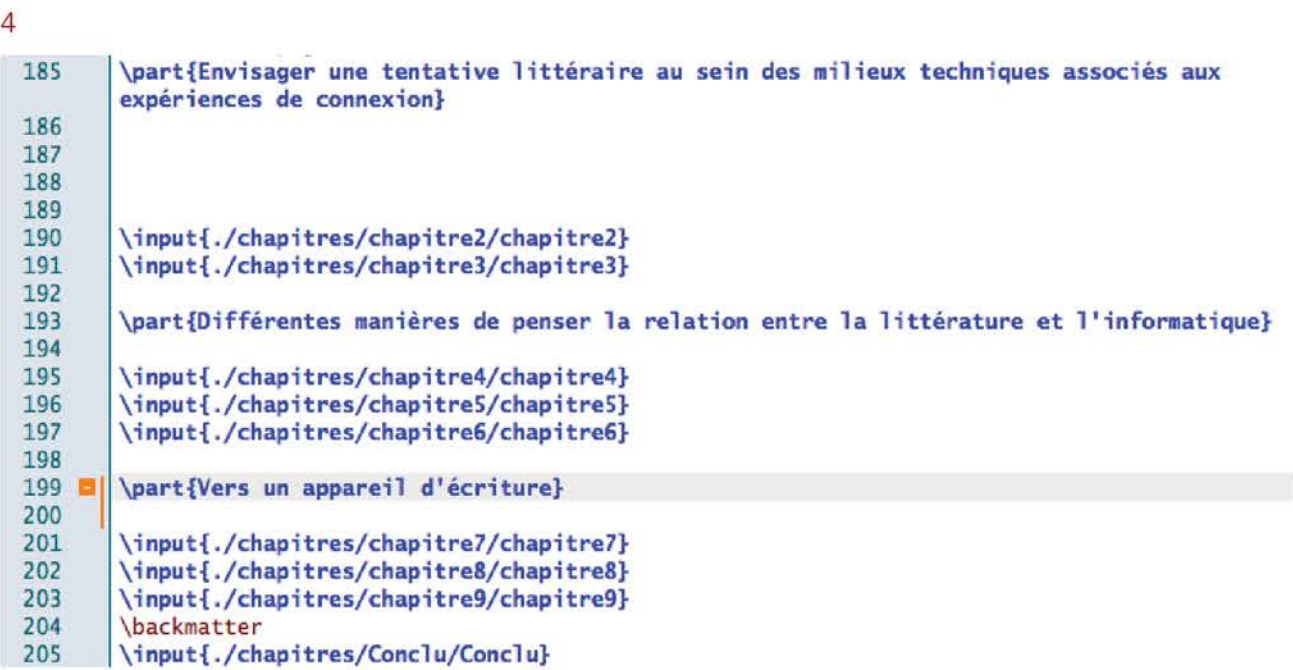 4
185 \part{Envisager une tentative littéraire au sein des milieux techniques associés aux
expériences de connexion}
186
187
188
189
190 \input{./chapitres/chapitre2/chapitre2}
191 \input{./chapitres/chapitre3/chapitre3}
192
193 \part{Différentes manières de penser la relation entre la littérature et l'informatique}
194
195 \input{./chapitres/chapitre4/chapitre4}
196 \input{./chapitres/chapitre5/chapitre5}
197 \input{./chapitres/chapitre6/chapitre6}
198
199 \part{Vers un appareil d'écriture}
200
201 \input{./chapitres/chapitre7/chapitre7}
202 \input{./chapitres/chapitre8/chapitre8}
203 \input{./chapitres/chapitre9/chapitre9}
204 \backmatter
205 \input{./chapitres/Conclu/Conclu}